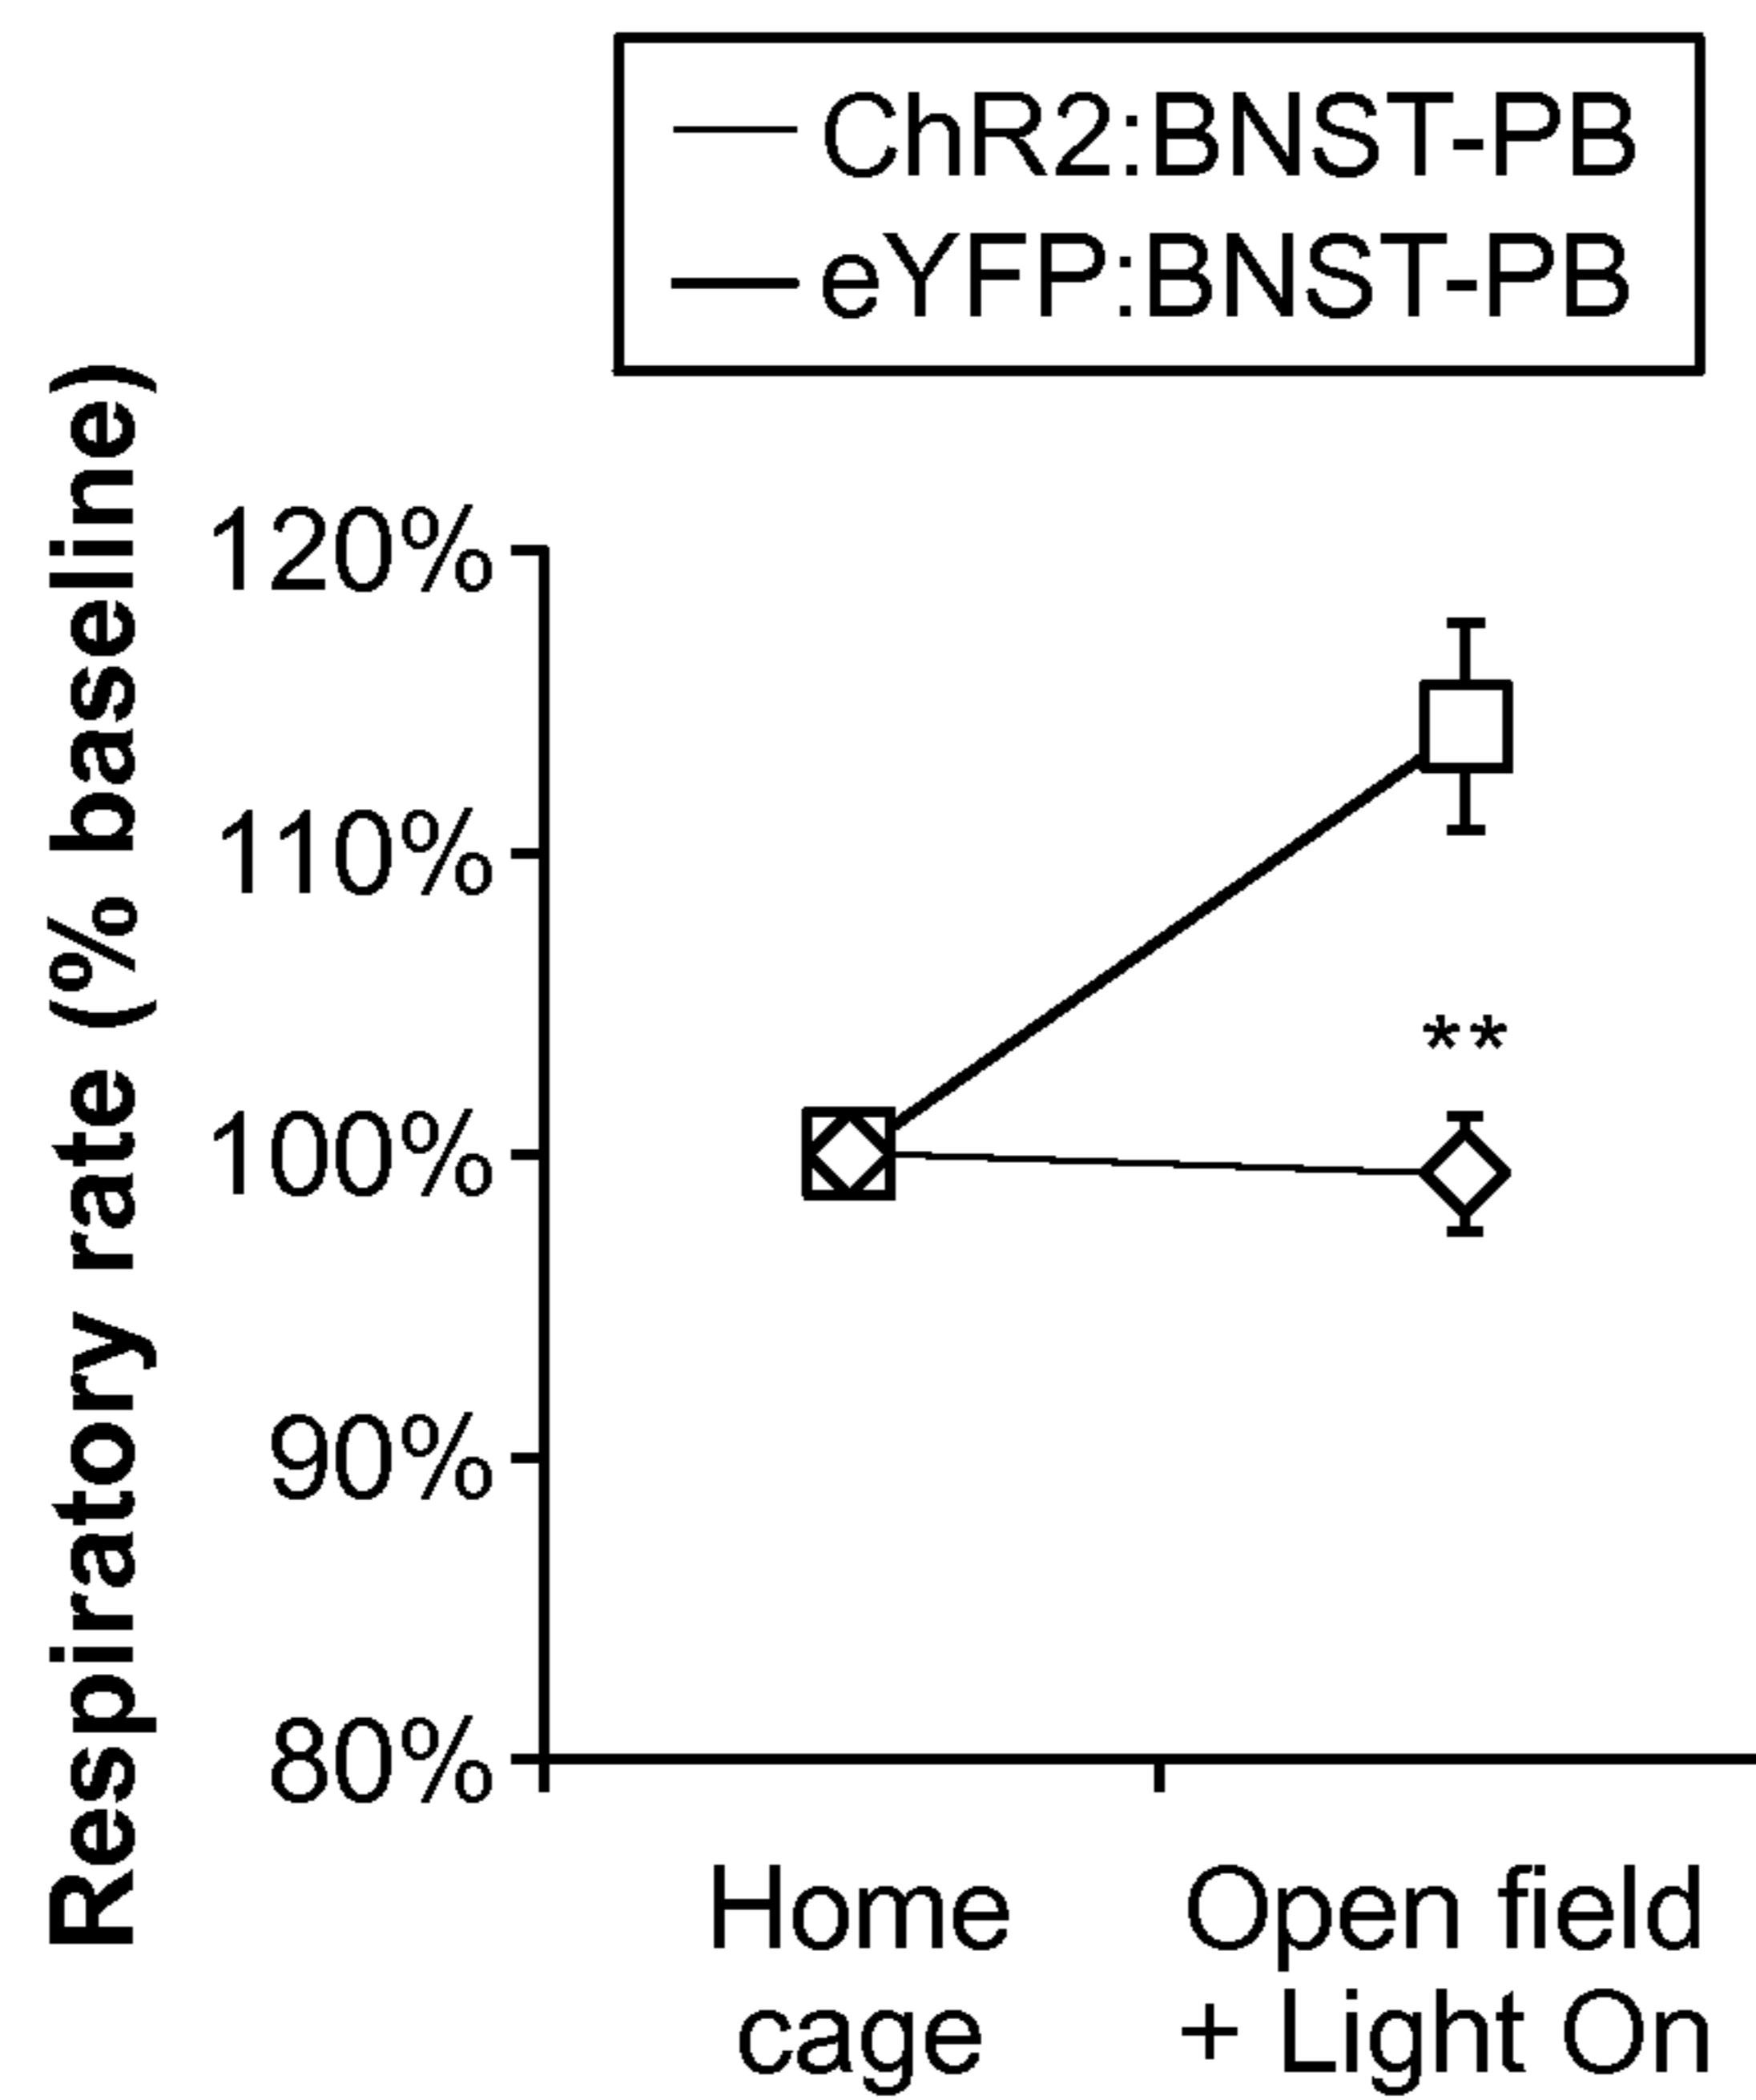 ChR2:BNST-PB
eYFP:BNST-PB
Respiratory rate (% baseline)
120%
110%
100%
90%
80%
**
Home
cage
Open field
+ Light On